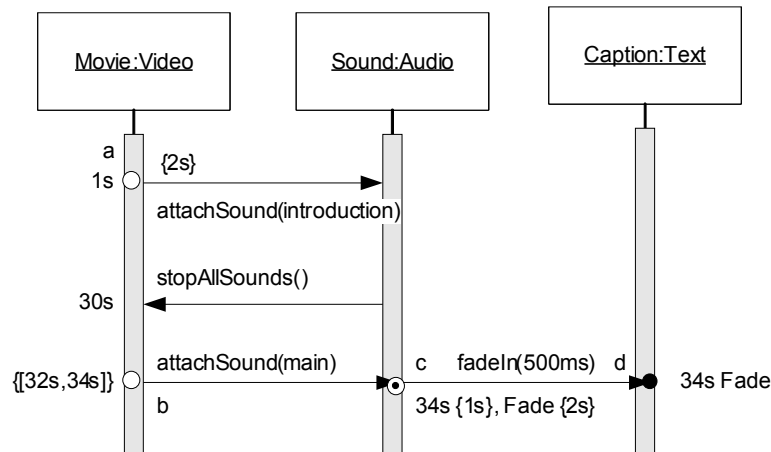 Movie:Video
Sound:Audio
Caption:Text
a
{2s}
1s
attachSound(introduction)
stopAllSounds()
30s
attachSound(main)
c
fadeIn(500ms)
d
{[32s,34s]}
34s Fade
b
34s {1s}, Fade {2s}